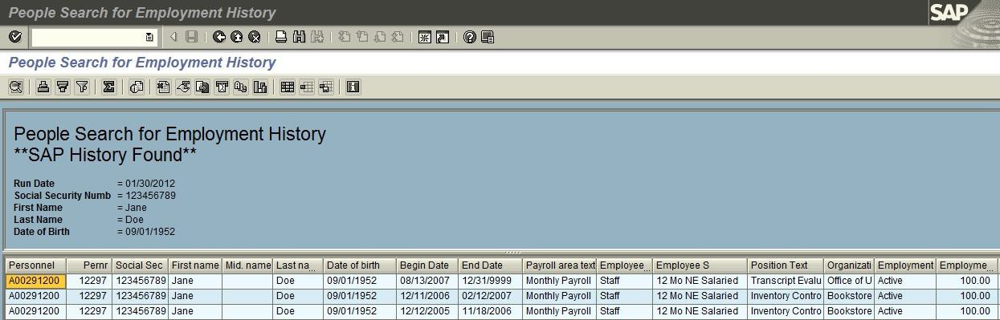 People Search for Employment History
SAP
People Search for Employment History
People Search for Employment History
**SAP History Found**
Run Date = 01/30/2012
Social Security Numb = 123456789
First Name = Jane
Last Name = Doe
Date of Birth = 09/01/1952
Personnel Pernr Social Sec First name Mid. name Last na... Date of birth Begin Date End Date Payroll area text Employee... Employee S Position Text Organizati Employment Employme...
A00291200 12297 123456789 Jane Doe 09/01/1952 08/13/2007 12/31/9999 Monthly Payroll Staff 12 Mo NE Salaried Transcript Evalu Office of U Active 100.00
A00291200 12297 123456789 Jane Doe 09/01/1952 12/11/2006 02/12/2007 Monthly Payroll Staff 12 Mo NE Salaried Inventory Contro Bookstore Active 100.00
A00291200 12297 123456789 Jane Doe 09/01/1952 12/12/2005 11/18/2006 Monthly Payroll Staff 12 Mo NE Salaried Inventory Contro Bookstore Active 100.00